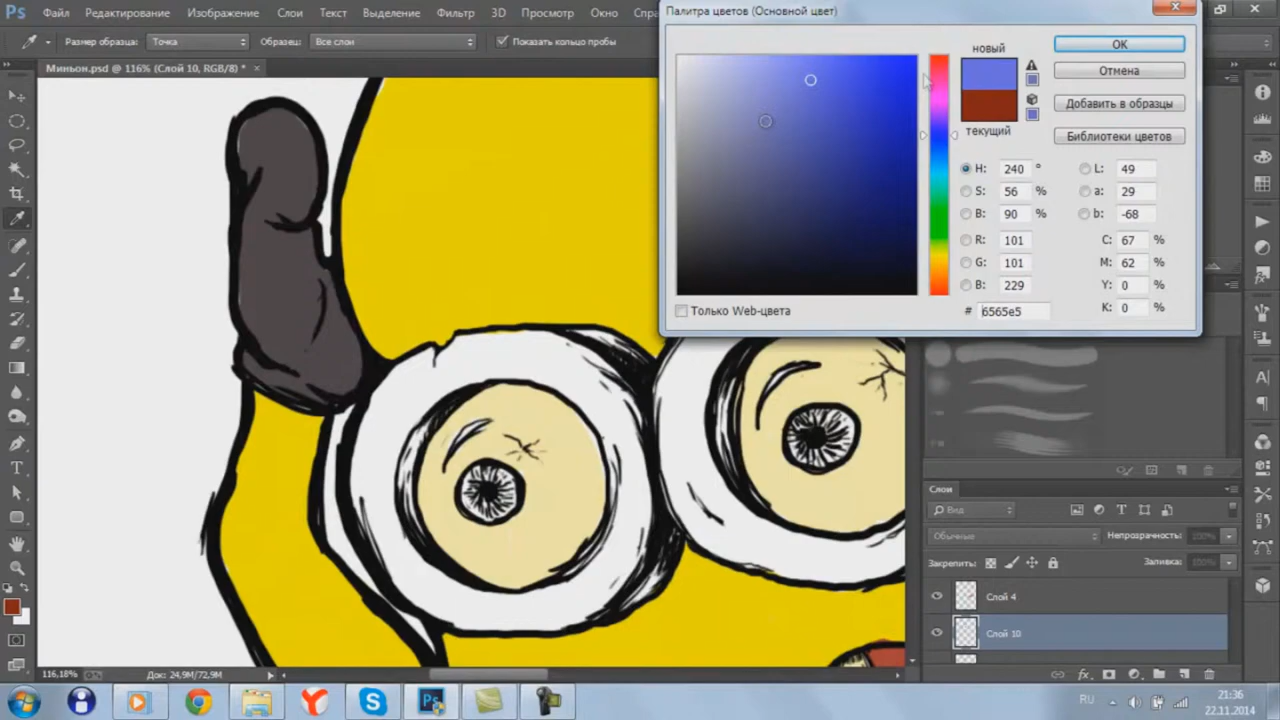 Ps Файл Редактирование Изображение Слои Текст Выделение Фильтр 3D Просмотр Окно
Размер образца: Точка Образец: Все слои Показать кольцо пробы
Миньон.psd @ 116% (Слой 10, RGB/8) * ×
Палитра цветов (Основной цвет)
новый
текущий
OK
Отмена
Добавить в образцы
Библиотеки цветов
H: 240 ° L: 49
S: 56 % a: 29
B: 90 % b: -68
R: 101 C: 67 %
G: 101 M: 62 %
B: 229 Y: 0 %
# 6565e5 K: 0 %
Только Web-цвета
Слои
Вид
Обычные Непрозрачность: 100%
Закрепить: Заливка: 100%
Слой 4
Слой 10
116,18% Док: 24,9M/72,9M
RU
21:36
22.11.2014